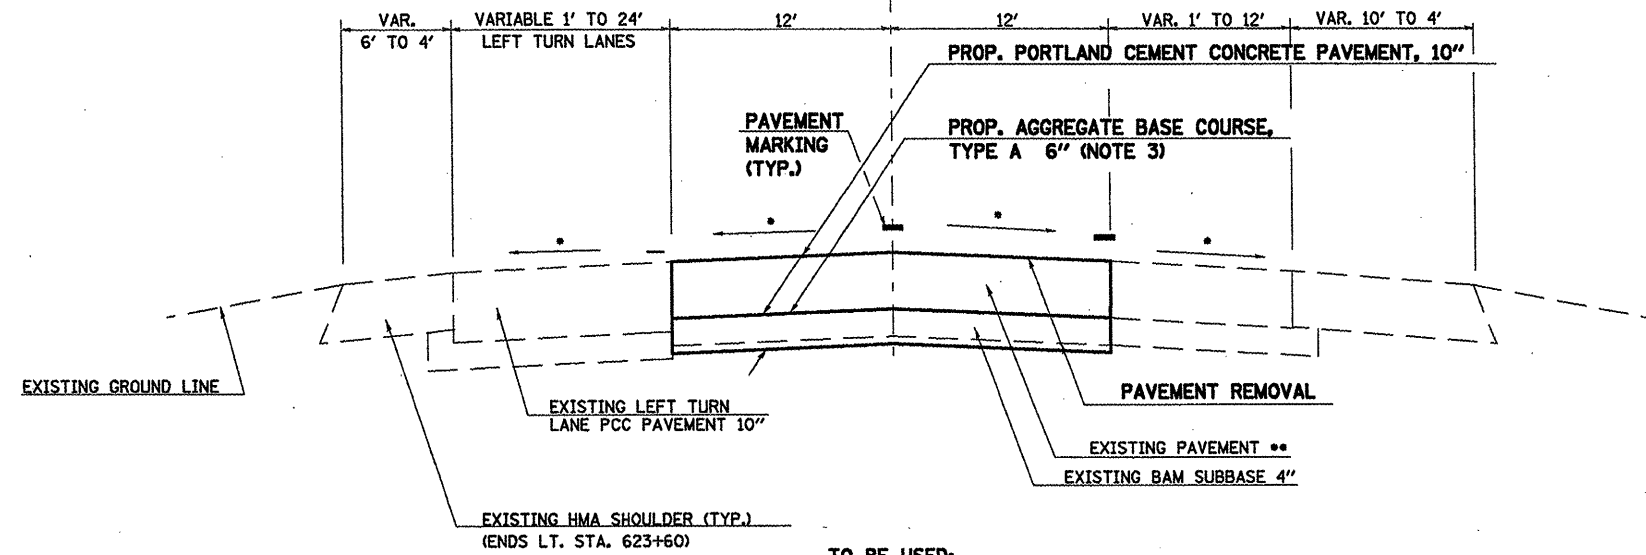 VAR.
6' TO 4'
VARIABLE 1' TO 24'
LEFT TURN LANES
12'
12'
VAR. 1' TO 12'
VAR. 10' TO 4'
PROP. PORTLAND CEMENT CONCRETE PAVEMENT, 10"
PAVEMENT
MARKING
(TYP.)
PROP. AGGREGATE BASE COURSE,
TYPE A 6" (NOTE 3)
*
*
*
*
EXISTING GROUND LINE
EXISTING LEFT TURN
LANE PCC PAVEMENT 10"
PAVEMENT REMOVAL
EXISTING PAVEMENT **
EXISTING BAM SUBBASE 4"
EXISTING HMA SHOULDER (TYP.)
(ENDS LT. STA. 623+60)
TO BE USED: